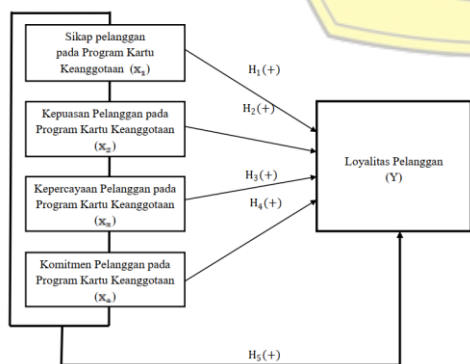 Sikap pelanggan
pada Program Kartu
Keanggotaan (x₁)
H₁(+)
Kepuasan Pelanggan pada
Program Kartu Keanggotaan
(x₂)
H₂(+)
Kepercayaan Pelanggan pada
Program Kartu Keanggotaan
(x₃)
H₃(+)
H₄(+)
Komitmen Pelanggan pada
Program Kartu Keanggotaan
(x₄)
Loyalitas Pelanggan
(Y)
H₅(+)